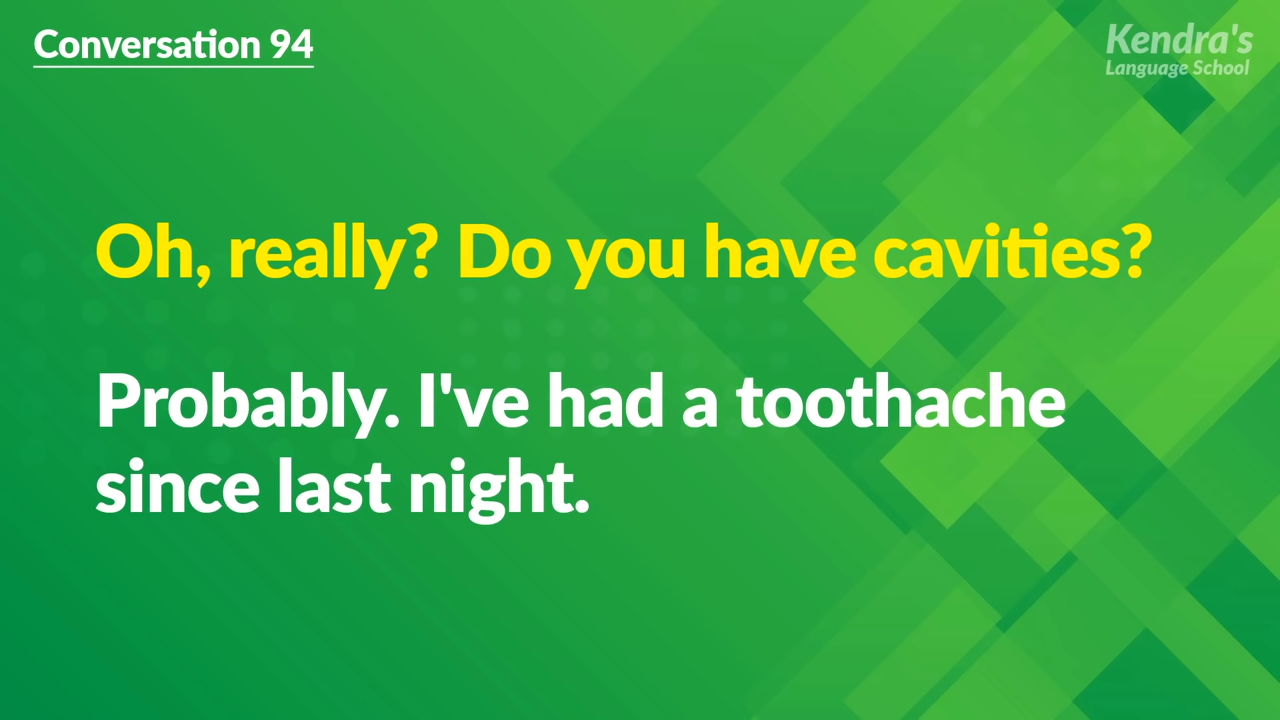 Conversation 94
Kendra's
Language School
Oh, really? Do you have cavities?
Probably. I've had a toothache
since last night.